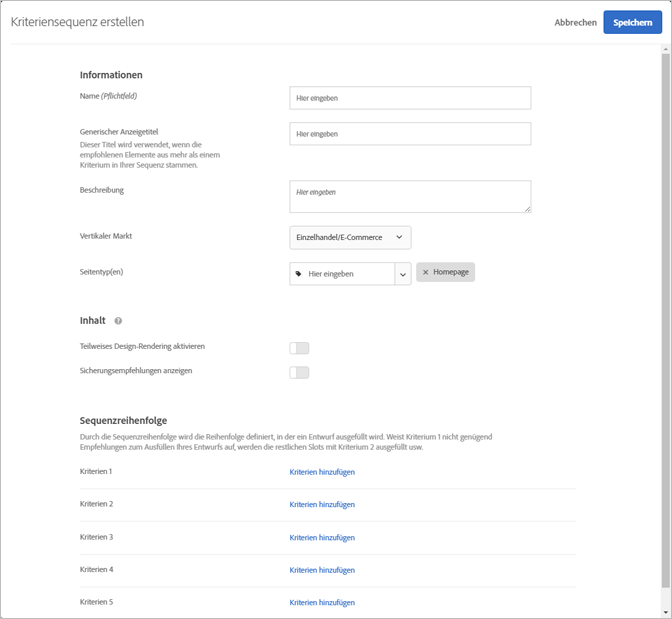 Kriteriensequenz erstellen
Abbrechen
Speichern
Informationen
Name (Pflichtfeld)
Hier eingeben
Generischer Anzeigetitel
Hier eingeben
Dieser Titel wird verwendet, wenn die
empfohlenen Elemente aus mehr als einem
Kriterium in Ihrer Sequenz stammen.
Beschreibung
Hier eingeben
Vertikaler Markt
Einzelhandel/E-Commerce
Seitentyp(en)
Hier eingeben
× Homepage
Inhalt ?
Teilweises Design-Rendering aktivieren
Sicherungsempfehlungen anzeigen
Sequenzreihenfolge
Durch die Sequenzreihenfolge wird die Reihenfolge definiert, in der ein Entwurf ausgefüllt wird. Weist Kriterium 1 nicht genügend
Empfehlungen zum Ausfüllen Ihres Entwurfs auf, werden die restlichen Slots mit Kriterium 2 ausgefüllt usw.
Kriterien 1
Kriterien hinzufügen
Kriterien 2
Kriterien hinzufügen
Kriterien 3
Kriterien hinzufügen
Kriterien 4
Kriterien hinzufügen
Kriterien 5
Kriterien hinzufügen